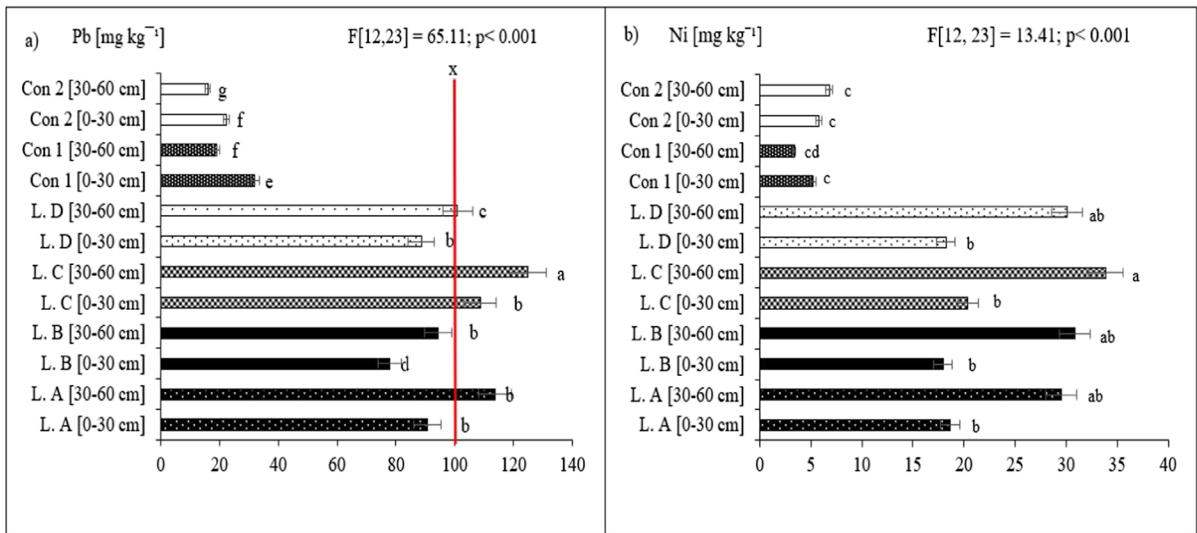 a) Pb [mg kg⁻¹] F[12,23] = 65.11; p< 0.001
x
Con 2 [30-60 cm] g
Con 2 [0-30 cm] f
Con 1 [30-60 cm] f
Con 1 [0-30 cm] e
L. D [30-60 cm] c
L. D [0-30 cm] b
L. C [30-60 cm] a
L. C [0-30 cm] b
L. B [30-60 cm] b
L. B [0-30 cm] d
L. A [30-60 cm] b
L. A [0-30 cm] b
0 20 40 60 80 100 120 140
b) Ni [mg kg⁻¹] F[12, 23] = 13.41; p< 0.001
Con 2 [30-60 cm] c
Con 2 [0-30 cm] c
Con 1 [30-60 cm] cd
Con 1 [0-30 cm] c
L. D [30-60 cm] ab
L. D [0-30 cm] b
L. C [30-60 cm] a
L. C [0-30 cm] b
L. B [30-60 cm] ab
L. B [0-30 cm] b
L. A [30-60 cm] ab
L. A [0-30 cm] b
0 5 10 15 20 25 30 35 40